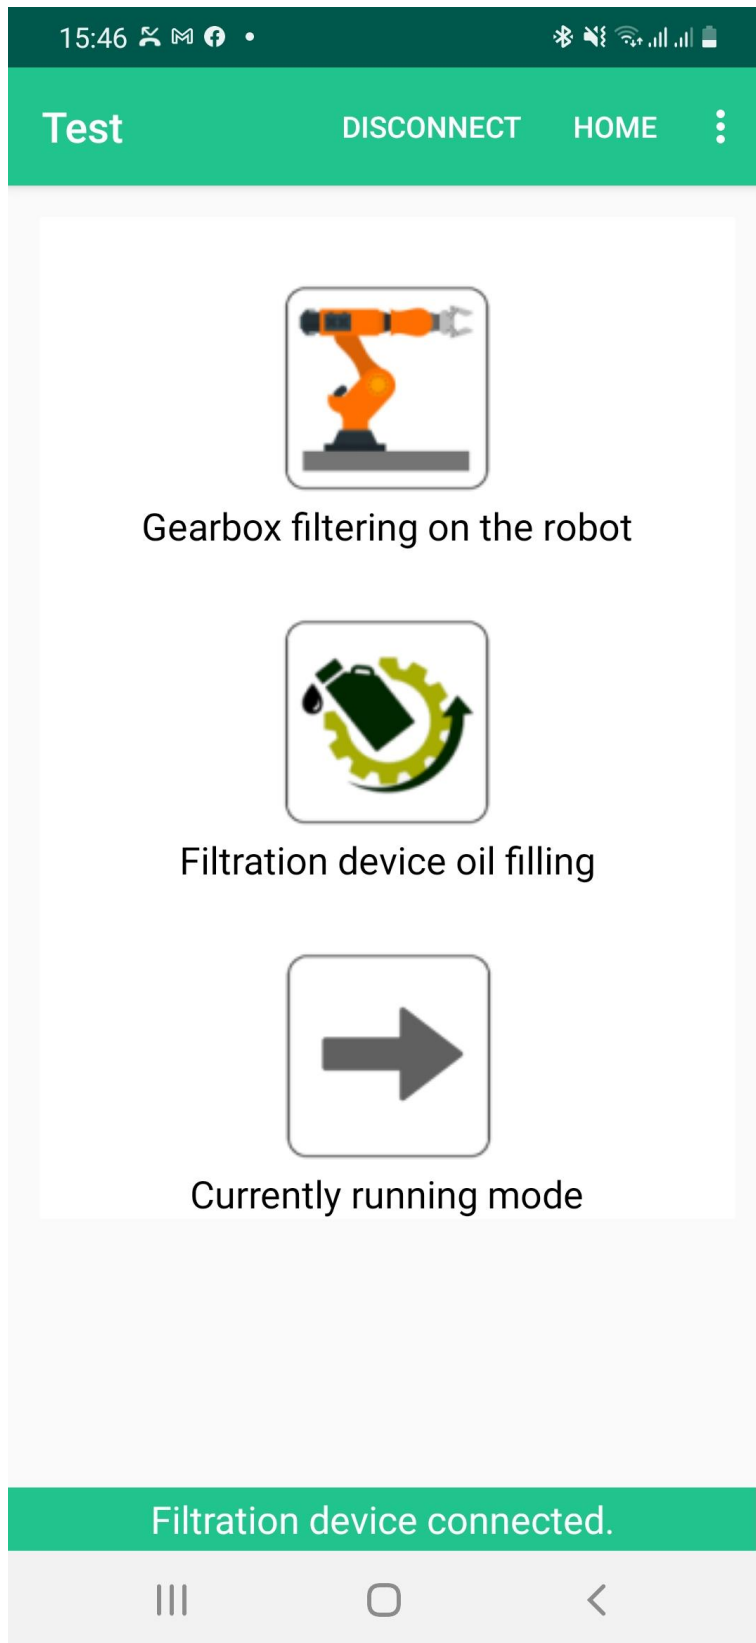 15:46
Test DISCONNECT HOME
Gearbox filtering on the robot
Filtration device oil filling
Currently running mode
Filtration device connected.